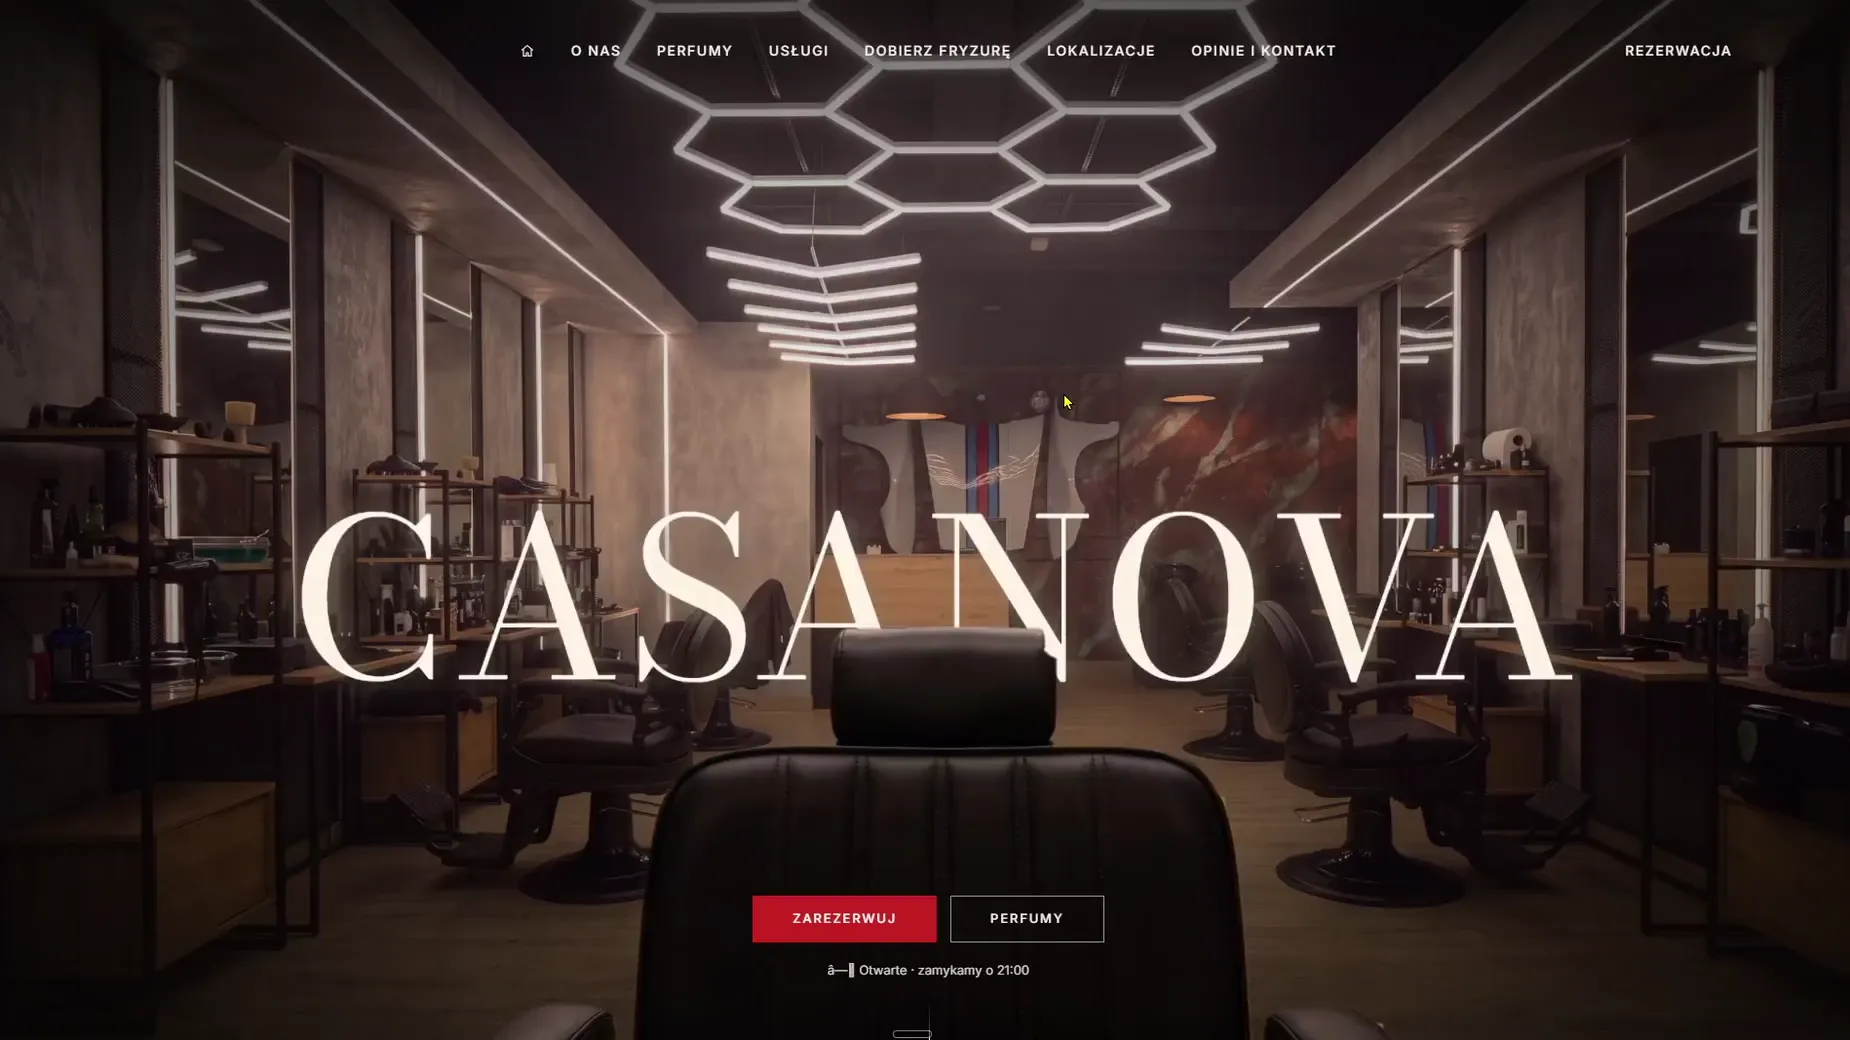 O NAS
PERFUMY
USŁUGI
DOBIERZ FRYZURĘ
LOKALIZACJE
OPINIE I KONTAKT
REZERWACJA
CASANOVA
ZAREZERWUJ
PERFUMY
â—▯ Otwarte · zamykamy o 21:00